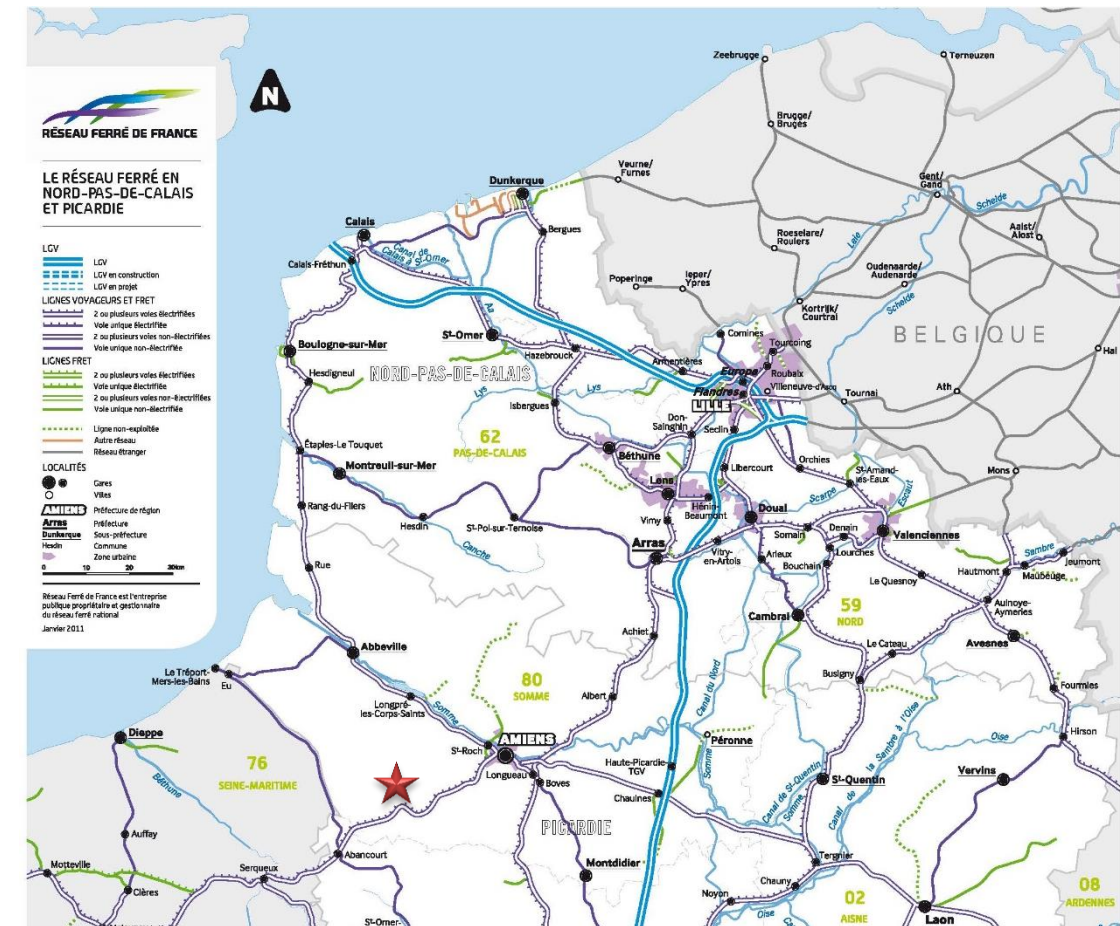 RÉSEAU FERRÉ DE FRANCE
LE RÉSEAU FERRÉ EN
NORD-PAS-DE-CALAIS
ET PICARDIE
LGV
LGV
LGV en construction
LGV en projet
LIGNES VOYAGEURS ET FRET
2 ou plusieurs voies électrifiées
Voie unique électrifiée
2 ou plusieurs voies non-électrifiées
Voie unique non-électrifiée
LIGNES FRET
2 ou plusieurs voies électrifiées
Voie unique électrifiée
2 ou plusieurs voies non-électrifiées
Voie unique non-électrifiée
Ligne non-exploitée
Autre réseau
Réseau étranger
LOCALITÉS
Gares
Villes
AMIENS Préfecture de région
Arras Préfecture
Dunkerque Sous-préfecture
Hesdin Commune
Zone urbaine
0 10 20 30km
Réseau Ferré de France est l'entreprise
publique propriétaire et gestionnaire
du réseau ferré national
Janvier 2011
N
Zeebrugge
Terneuzen
Brugge/
Bruges
Veurne/
Furnes
Dunkerque
Gent/
Gand
Schelde
Calais
Canal de
Calais à St-Omer
Bergues
Roeselare/
Roulers
Leie
Aalst/
Alost
Calais-Fréthun
Poperinge
Ieper/
Ypres
Oudenaarde/
Audenarde
Kortrijk/
Courtrai
Schelde
Aa
St-Omer
Hazebrouck
Comines
Tourcoing
BELGIQUE
Hal
Boulogne-sur-Mer
Hesdigneul
NORD-PAS-DE-CALAIS
Armentières
Europe
Roubaix
Flandres
Villeneuve-d'Ascq
LILLE
Tournai
Ath
Lys
Lys
Isbergues
Don-
Sainghin
Seclin
62
PAS-DE-CALAIS
Étaples-Le Touquet
Montreuil-sur-Mer
Béthune
Libercourt
Orchies
St-Amand-
les-Eaux
Mons
Lens
Hénin-
Beaumont
Scarpe
Escaut
Rang-du-Fliers
Hesdin
St-Pol-sur-Ternoise
Vimy
Douai
Somain
Denain
Valenciennes
Canche
Arras
Vitry-
en-Artois
Arleux
Lourches
Bouchain
Sambre
Jeumont
Hautmont
Maubeuge
Rue
Le Quesnoy
Cambrai
59
NORD
Aulnoye-
Aymeries
Achiet
Avesnes
Abbeville
Le Cateau
Le Tréport-
Mers-les-Bains
Eu
80
SOMME
Busigny
Fourmies
Longpré
les-Corps-Saints
Somme
Albert
Canal du Nord
Canal de la Sambre à l'Oise
Dieppe
Oise
Hirson
76
SEINE-MARITIME
Béthune
St-Roch
AMIENS
Longueau
Boves
Haute-Picardie-
TGV
Péronne
Somme
Canal de St-Quentin
Somme
St-Quentin
Vervins
Chaulnes
PICARDIE
Auffay
Abancourt
Montdidier
Tergnier
Motteville
Clères
Serqueux
Noyon
Chauny
Oise
02
AISNE
Laon
08
ARDENNES
St-Omer-